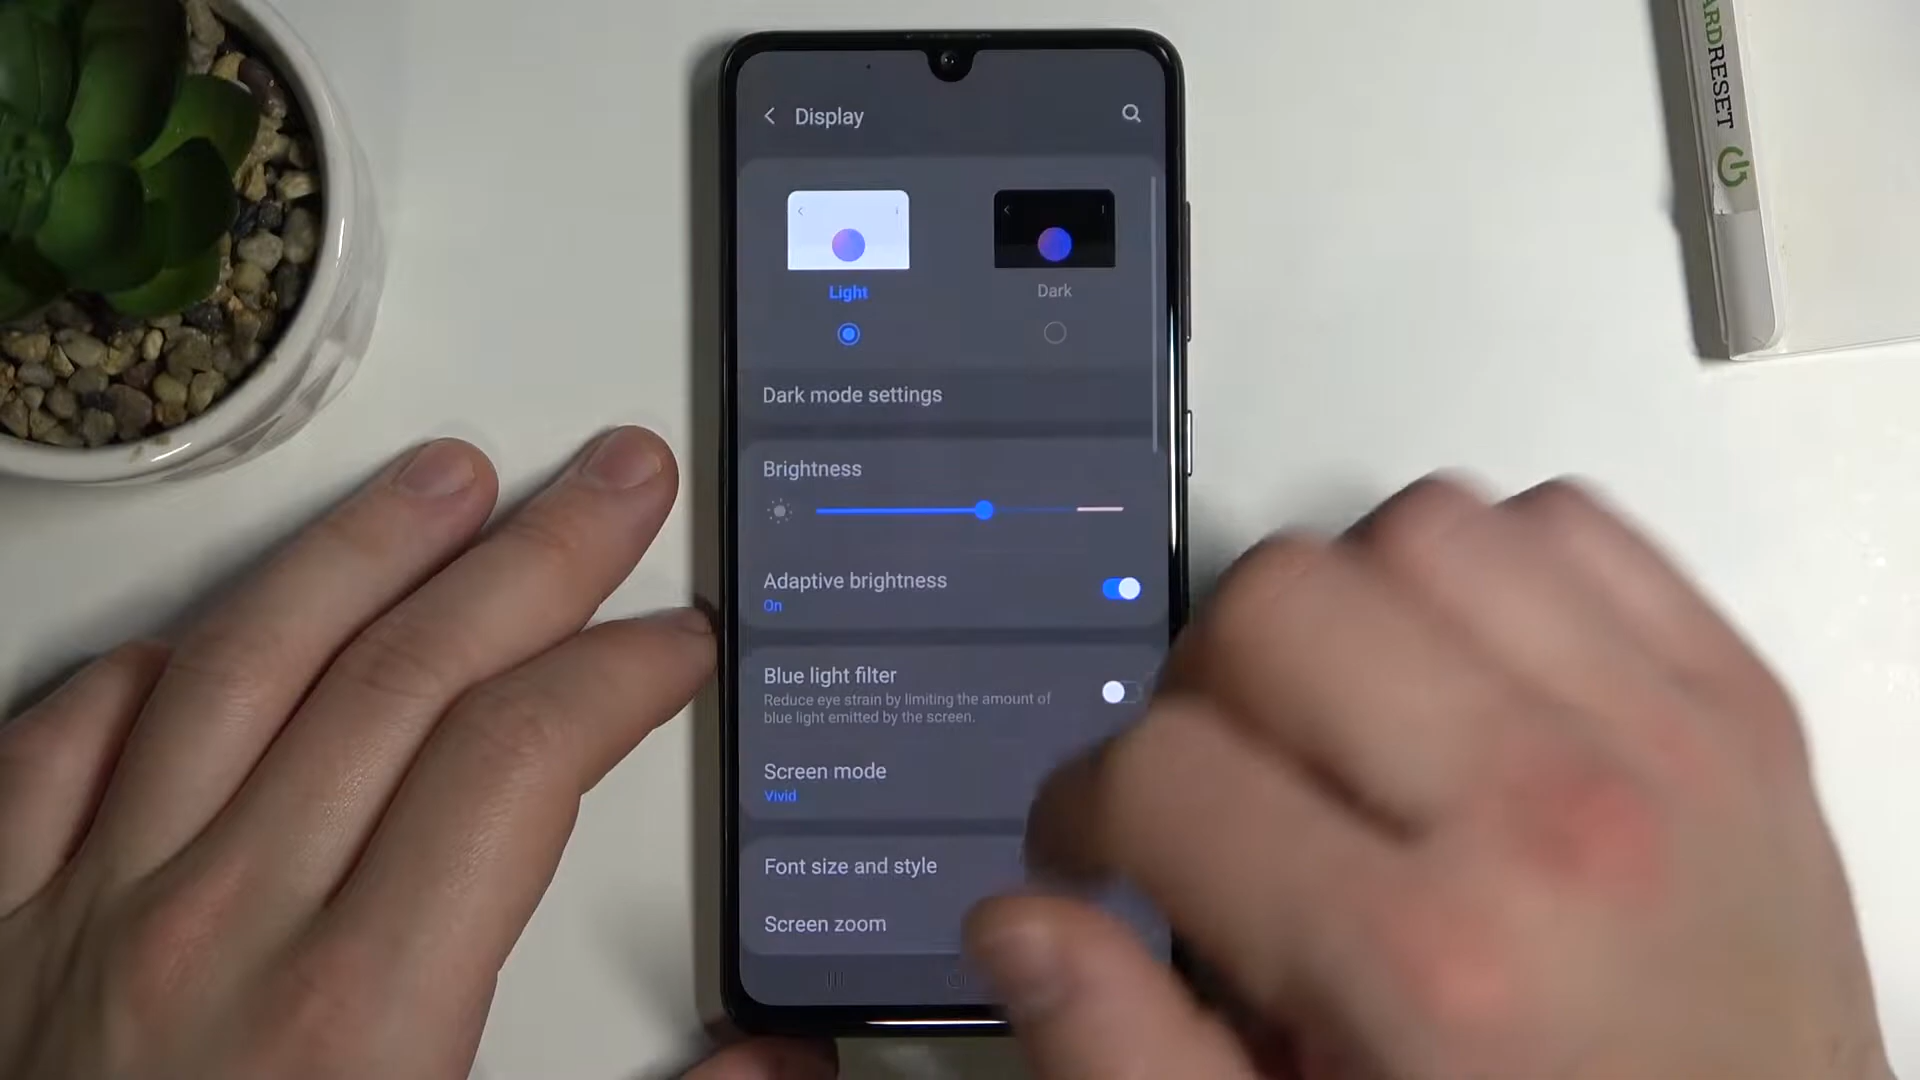 Display
Light
Dark
Dark mode settings
Brightness
Adaptive brightness
On
Blue light filter
Reduce eye strain by limiting the amount of
blue light emitted by the screen.
Screen mode
Vivid
Font size and style
Screen zoom
ARDRESET